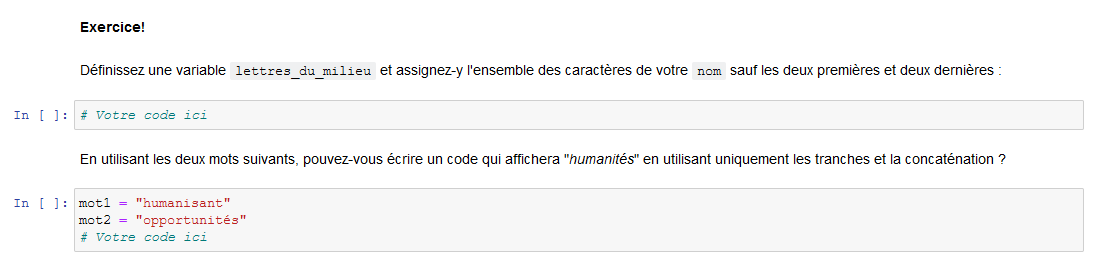 Exercice!
Définissez une variable lettres_du_milieu et assignez-y l'ensemble des caractères de votre nom sauf les deux premières et deux dernières :
In [ ]: # Votre code ici
En utilisant les deux mots suivants, pouvez-vous écrire un code qui affichera "humanités" en utilisant uniquement les tranches et la concaténation ?
In [ ]: mot1 = "humanisant"
mot2 = "opportunités"
# Votre code ici